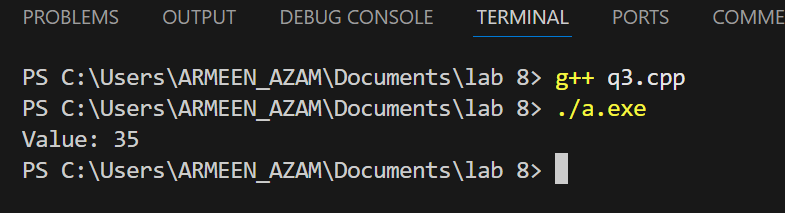 PROBLEMS OUTPUT DEBUG CONSOLE TERMINAL PORTS COMME
PS C:\Users\ARMEEN_AZAM\Documents\lab 8> g++ q3.cpp
PS C:\Users\ARMEEN_AZAM\Documents\lab 8> ./a.exe
Value: 35
PS C:\Users\ARMEEN_AZAM\Documents\lab 8>